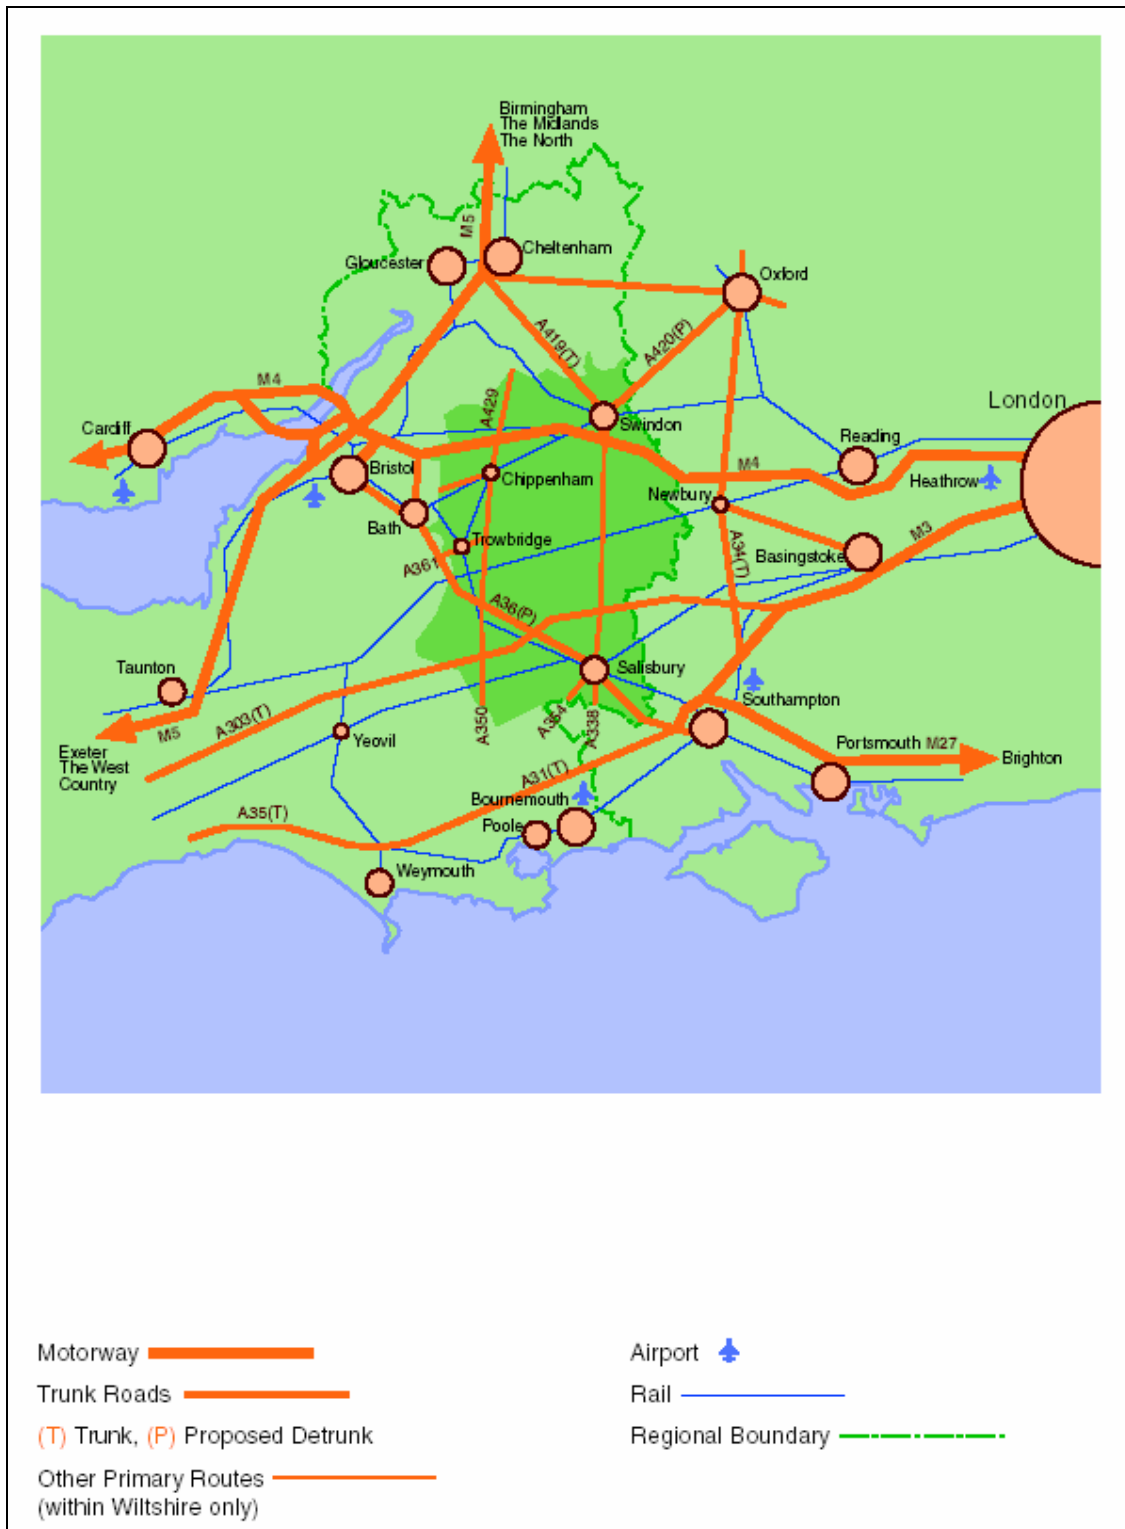 Birmingham
The Midlands
The North
M5
Cheltenham
Gloucester
Oxford
A419(T)
A420(P)
M4
A429
London
Cardiff
Swindon
Reading
Bristol
M4
Heathrow
Chippenham
Newbury
Bath
Trowbridge
A34(T)
Basingstoke
M3
A361
A36(P)
Taunton
Salisbury
Southampton
A303(T)
A350
A354
A338
M5
Exeter
The West
Country
Yeovil
Portsmouth M27
Brighton
A31(T)
A35(T)
Bournemouth
Poole
Weymouth
Motorway
Airport
Trunk Roads
Rail
(T) Trunk, (P) Proposed Detrunk
Regional Boundary
Other Primary Routes
(within Wiltshire only)